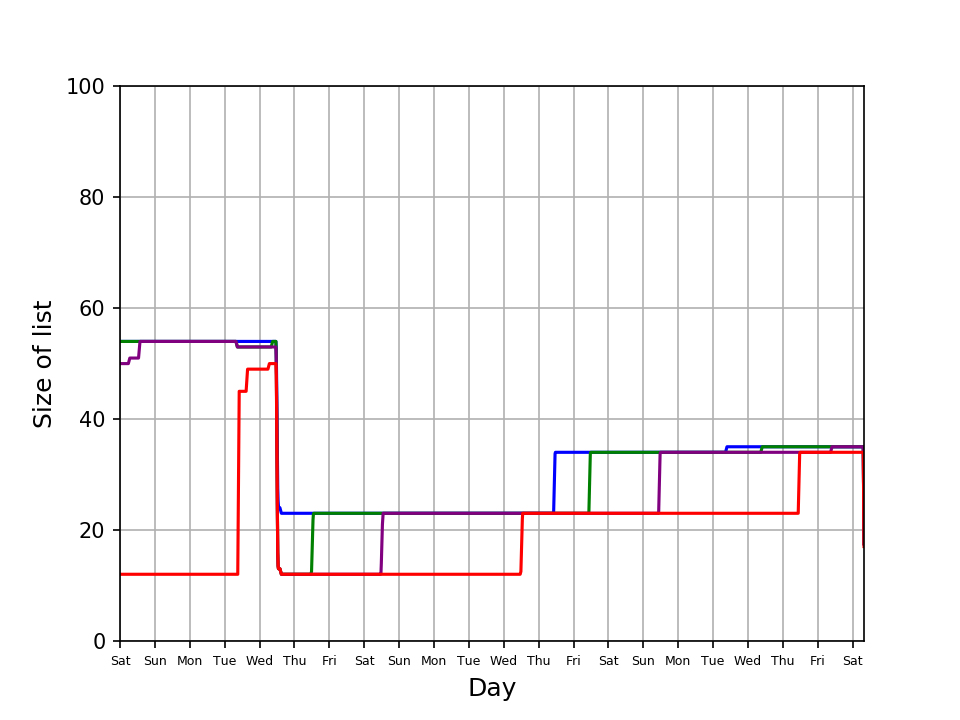 100
80
60
40
20
0
Size of list
Sat Sun Mon Tue Wed Thu Fri Sat Sun Mon Tue Wed Thu Fri Sat Sun Mon Tue Wed Thu Fri Sat
Day